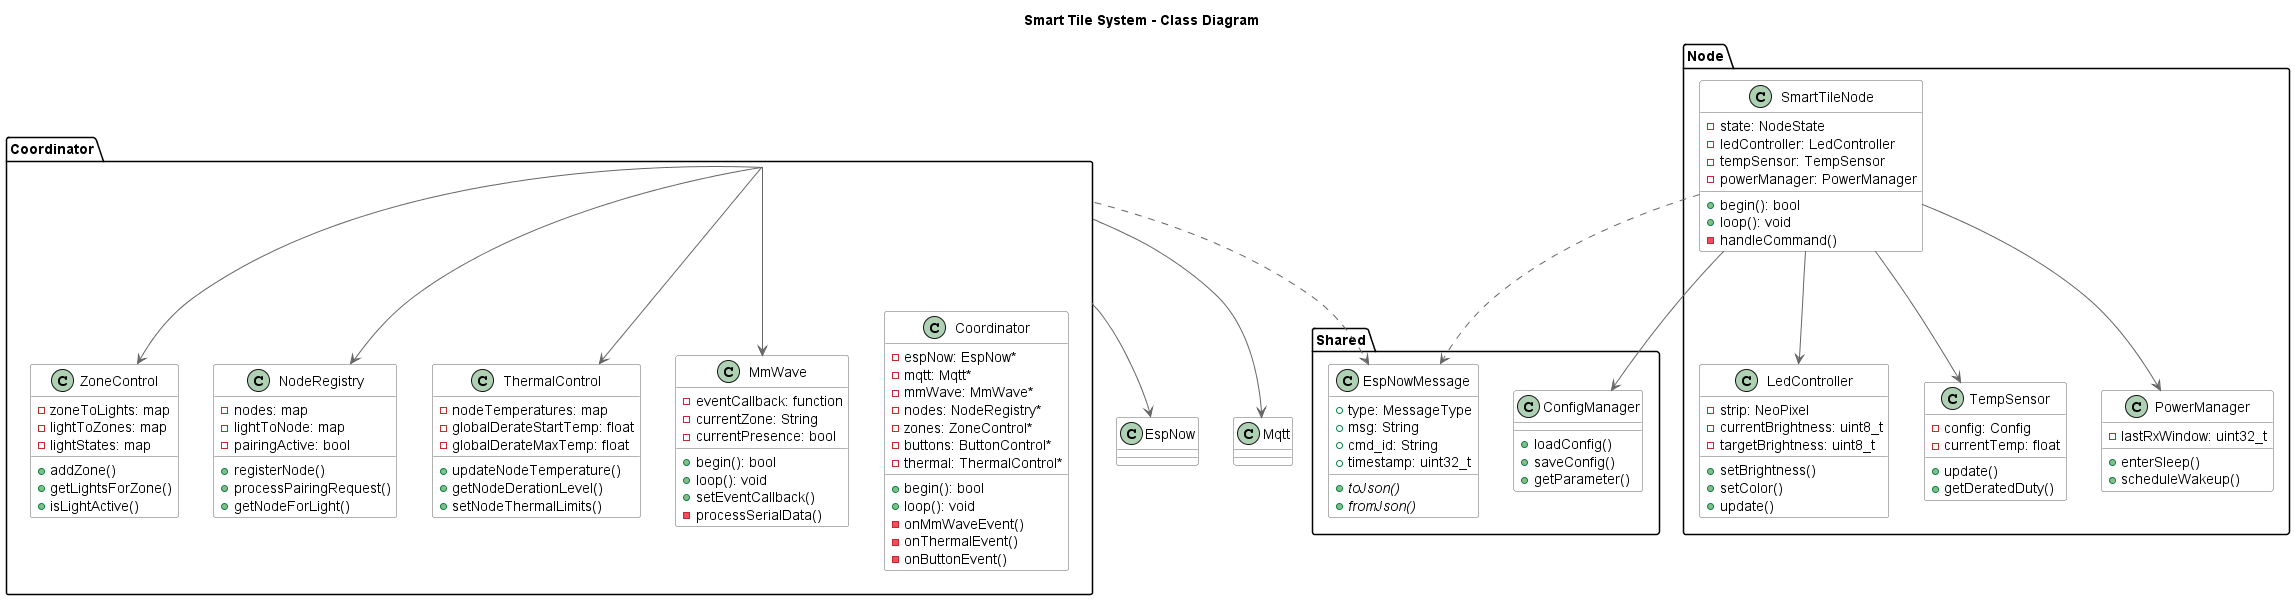 Smart Tile System - Class Diagram
Coordinator
C ZoneControl
zoneToLights: map
lightToZones: map
lightStates: map
addZone()
getLightsForZone()
isLightActive()
C NodeRegistry
nodes: map
lightToNode: map
pairingActive: bool
registerNode()
processPairingRequest()
getNodeForLight()
C ThermalControl
nodeTemperatures: map
globalDerateStartTemp: float
globalDerateMaxTemp: float
updateNodeTemperature()
getNodeDerationLevel()
setNodeThermalLimits()
C MmWave
eventCallback: function
currentZone: String
currentPresence: bool
begin(): bool
loop(): void
setEventCallback()
processSerialData()
C Coordinator
espNow: EspNow*
mqtt: Mqtt*
mmWave: MmWave*
nodes: NodeRegistry*
zones: ZoneControl*
buttons: ButtonControl*
thermal: ThermalControl*
begin(): bool
loop(): void
onMmWaveEvent()
onThermalEvent()
onButtonEvent()
C EspNow
C Mqtt
Shared
C EspNowMessage
type: MessageType
msg: String
cmd_id: String
timestamp: uint32_t
toJson()
fromJson()
C ConfigManager
loadConfig()
saveConfig()
getParameter()
Node
C SmartTileNode
state: NodeState
ledController: LedController
tempSensor: TempSensor
powerManager: PowerManager
begin(): bool
loop(): void
handleCommand()
C LedController
strip: NeoPixel
currentBrightness: uint8_t
targetBrightness: uint8_t
setBrightness()
setColor()
update()
C TempSensor
config: Config
currentTemp: float
update()
getDeratedDuty()
C PowerManager
lastRxWindow: uint32_t
enterSleep()
scheduleWakeup()